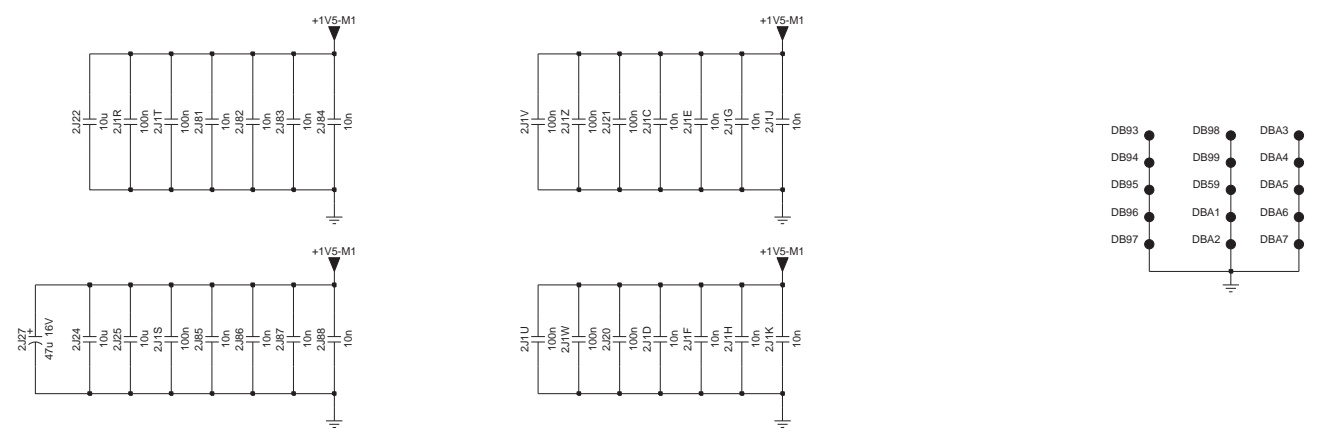 +1V5-M1
2J22
10u
2J1R
100n
2J1T
100n
2J81
10n
2J82
10n
2J83
10n
2J84
10n
+1V5-M1
2J1V
100n
2J1Z
100n
2J21
100n
2J1C
10n
2J1E
10n
2J1G
10n
2J1J
10n
DB93
DB98
DBA3
DB94
DB99
DBA4
DB95
DB59
DBA5
DB96
DBA1
DBA6
DB97
DBA2
DBA7
+1V5-M1
2J27
+
47u 16V
2J24
10u
2J25
10u
2J1S
100n
2J85
10n
2J86
10n
2J87
10n
2J88
10n
+1V5-M1
2J1U
100n
2J1W
100n
2J20
100n
2J1D
10n
2J1F
10n
2J1H
10n
2J1K
10n